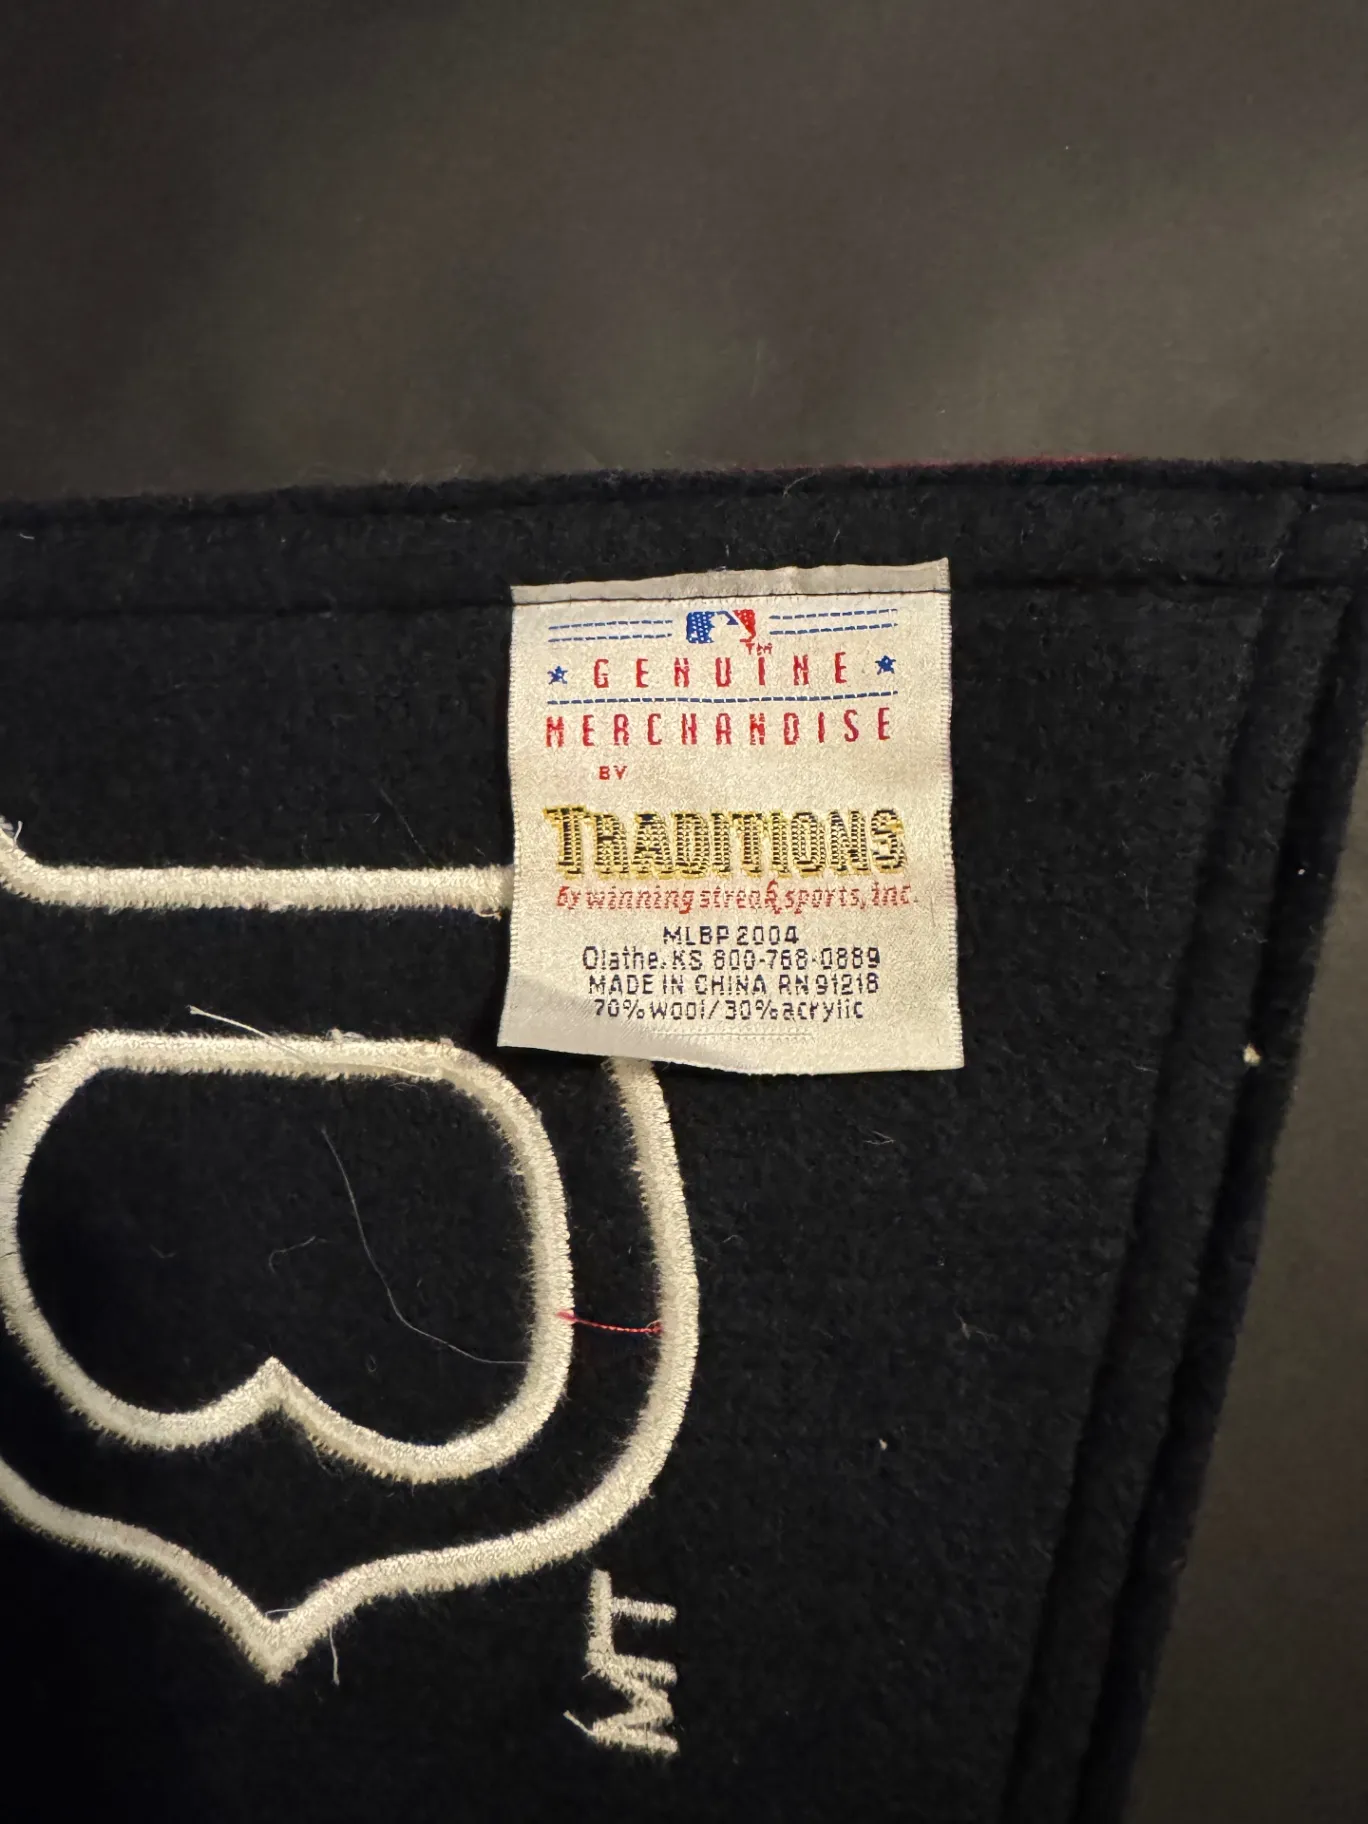 TM
★ GENUINE ★
MERCHANDISE
BY
TRADITIONS
by winning streak sports, inc.
MLBP 2004
Olathe, KS 800-768-0889
MADE IN CHINA RN 91218
70% wool/30% acrylic
TM